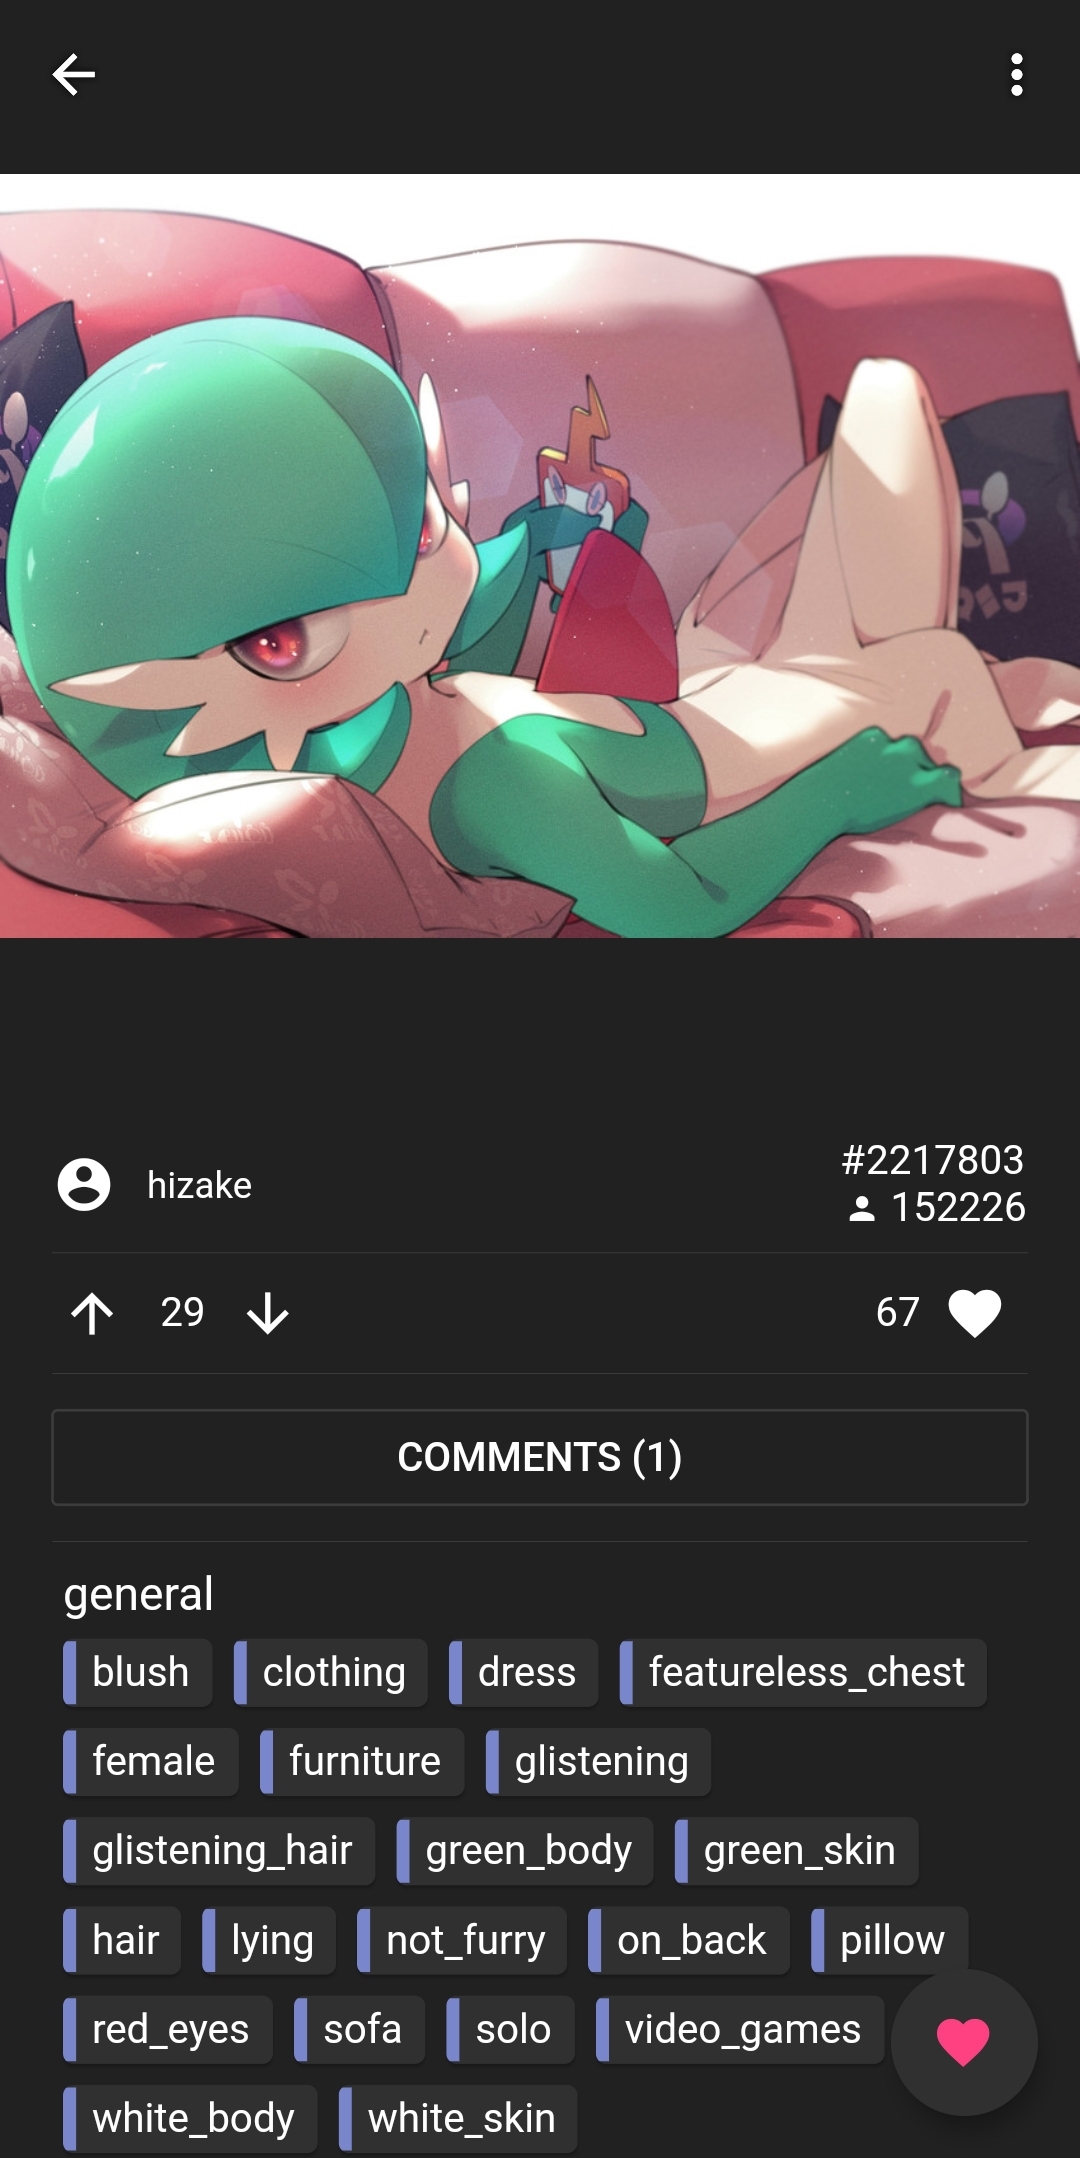 hizake
#2217803
152226
29
67
COMMENTS (1)
general
blush clothing dress featureless_chest
female furniture glistening
glistening_hair green_body green_skin
hair lying not_furry on_back pillow
red_eyes sofa solo video_games
white_body white_skin